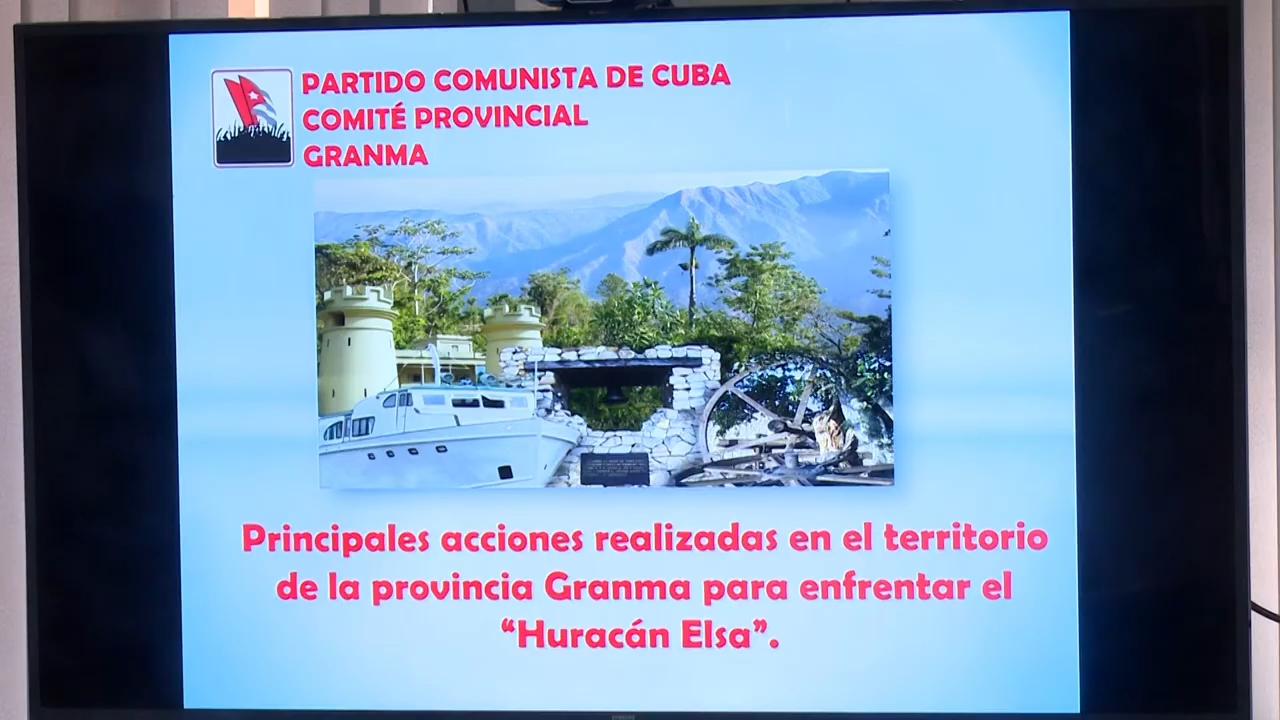 PARTIDO COMUNISTA DE CUBA
COMITÉ PROVINCIAL
GRANMA
Principales acciones realizadas en el territorio
de la provincia Granma para enfrentar el
“Huracán Elsa”.
SAMSUNG